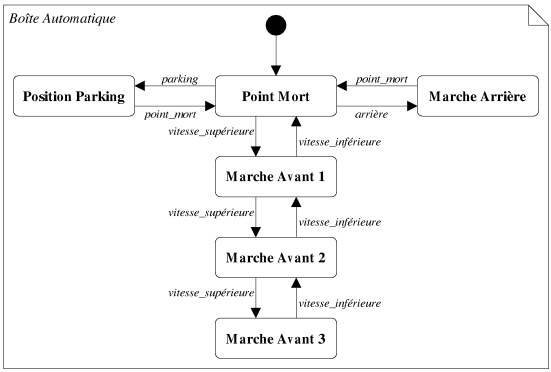 Boîte Automatique
parking
point_mort
Position Parking
Point Mort
Marche Arrière
point_mort
arrière
vitesse_supérieure
vitesse_inférieure
Marche Avant 1
vitesse_supérieure
vitesse_inférieure
Marche Avant 2
vitesse_supérieure
vitesse_inférieure
Marche Avant 3